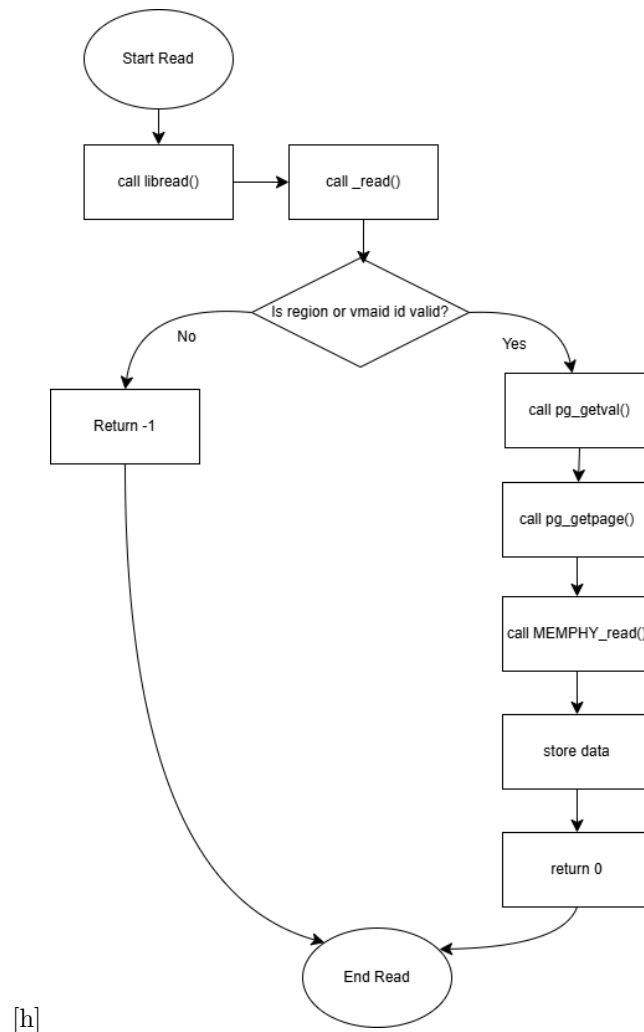 Start Read
call libread()
call _read()
Is region or vmaid id valid?
No
Yes
Return -1
call pg_getval()
call pg_getpage()
call MEMPHY_read()
store data
return 0
End Read
[h]